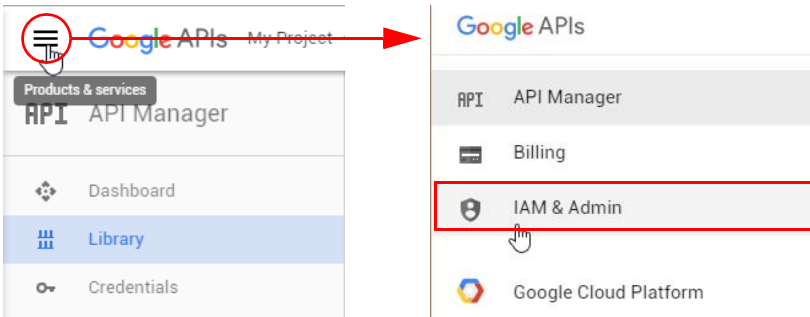 Google APIs My Project
Products & services
API API Manager
Dashboard
Library
Credentials
Google APIs
API API Manager
Billing
IAM & Admin
Google Cloud Platform